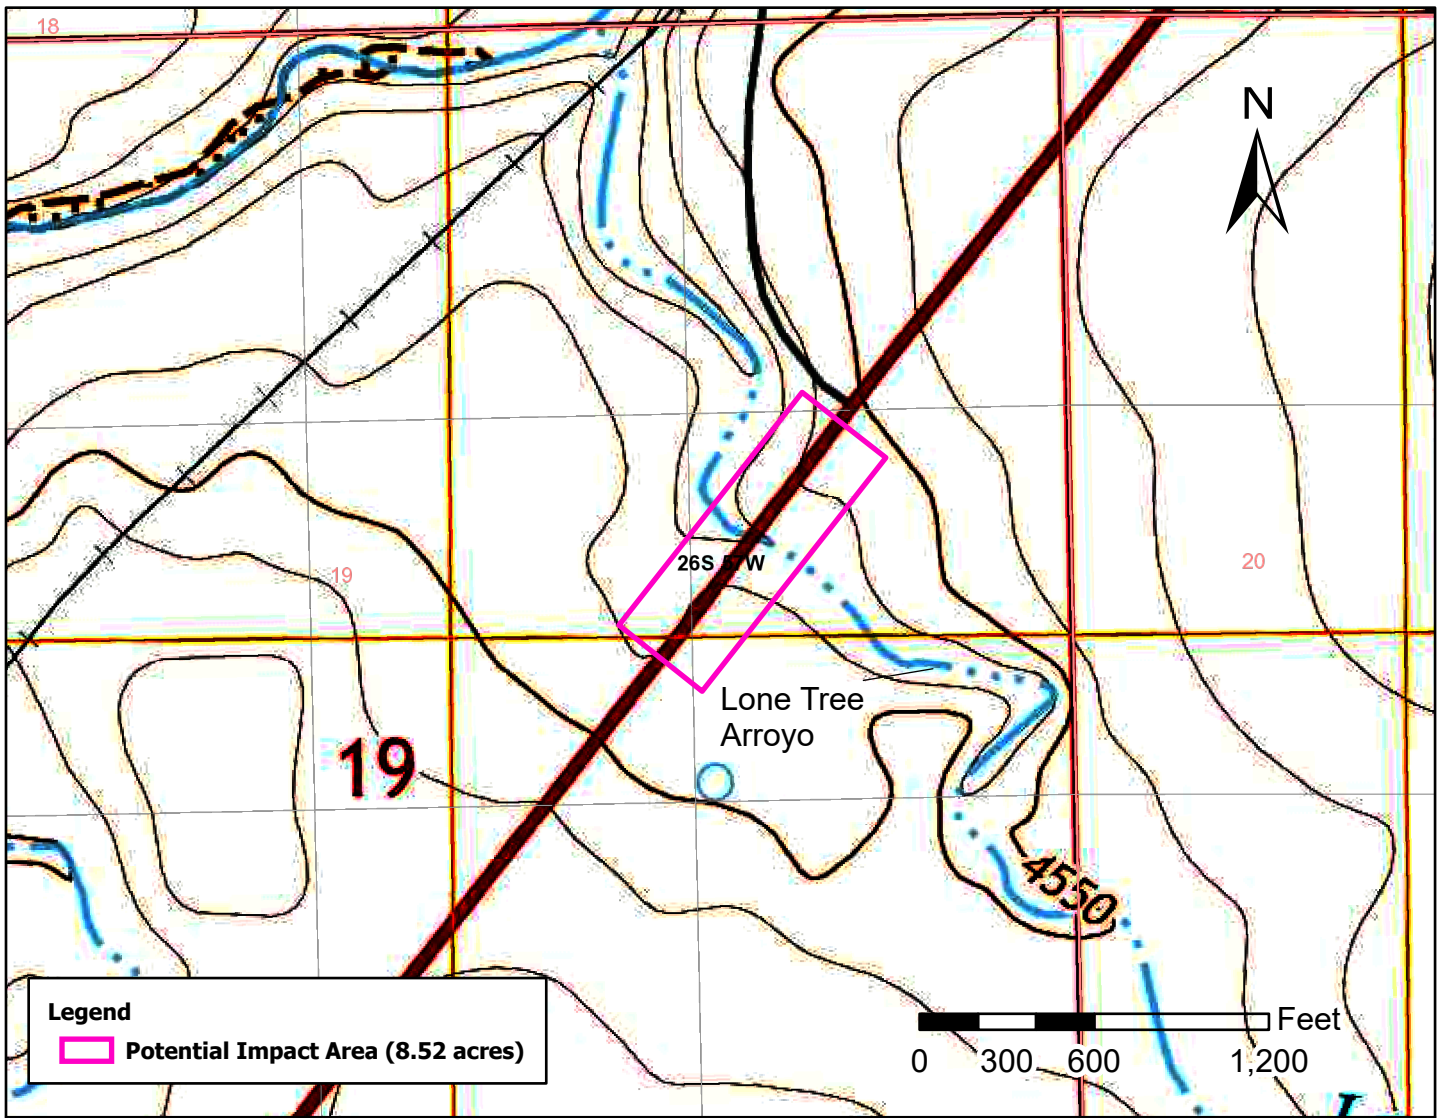 18
N
26S
19
20
Lone Tree
Arroyo
19
4550
Legend
Potential Impact Area (8.52 acres)
Feet
0 300 600 1,200